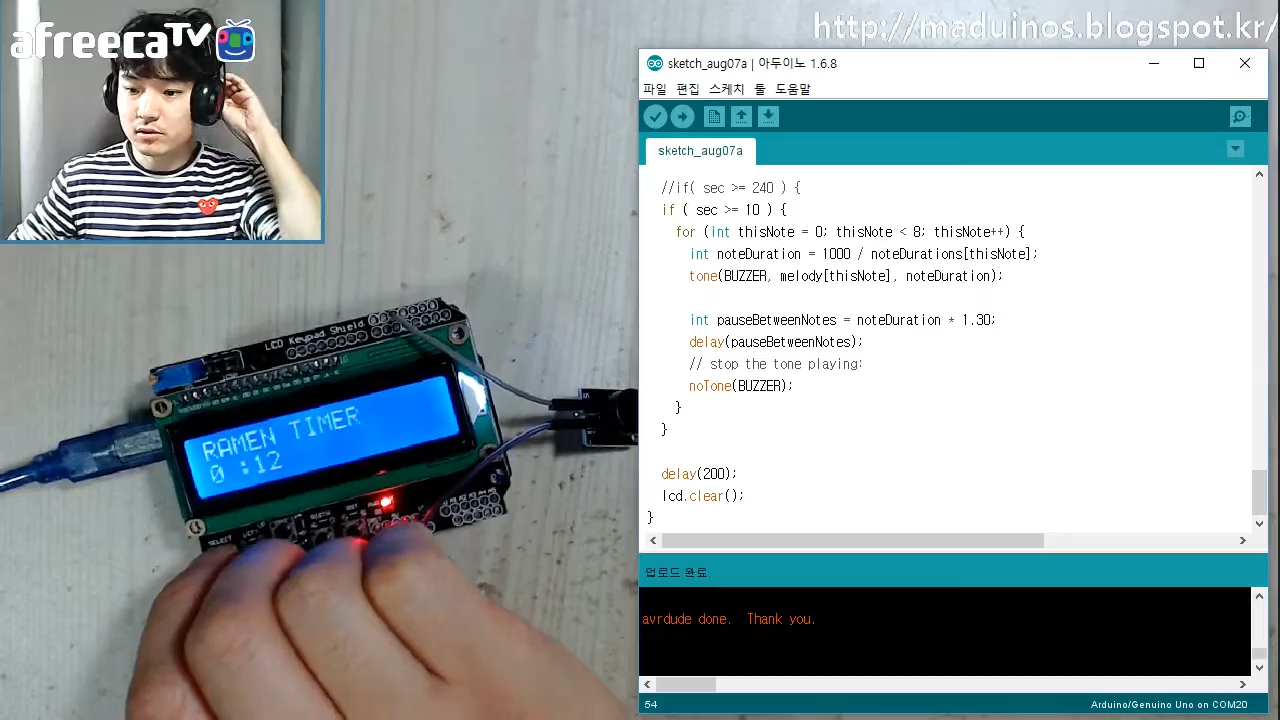 afreecaTV
http://maduinos.blogspot.kr/
sketch_aug07a | 아두이노 1.6.8
파일 편집 스케치 툴 도움말
sketch_aug07a
//if( sec >= 240 ) {
if ( sec >= 10 ) {
for (int thisNote = 0; thisNote < 8; thisNote++) {
int noteDuration = 1000 / noteDurations[thisNote];
tone(BUZZER, melody[thisNote], noteDuration);
int pauseBetweenNotes = noteDuration * 1.30;
delay(pauseBetweenNotes);
// stop the tone playing:
noTone(BUZZER);
}
}
delay(200);
lcd.clear();
}
업로드 완료.
avrdude done. Thank you.
54
Arduino/Genuino Uno on COM20
LCD Keypad Shield
RAMEN TIMER
0 :12
SELECT LEFT RST